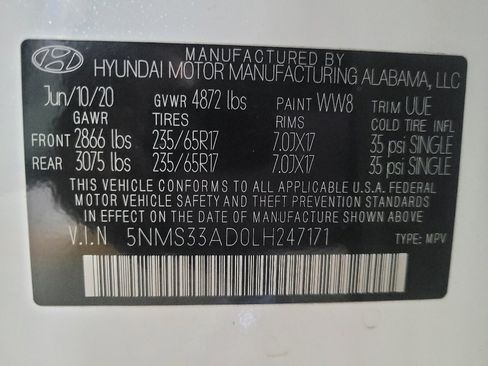 MANUFACTURED BY
HYUNDAI MOTOR MANUFACTURING ALABAMA, LLC
Jun/10/20 GVWR 4872 lbs PAINT WW8 TRIM UUE
GAWR TIRES RIMS COLD TIRE INFL
FRONT 2866 lbs 235/65R17 7.0JX17 35 psi SINGLE
REAR 3075 lbs 235/65R17 7.0JX17 35 psi SINGLE
THIS VEHICLE CONFORMS TO ALL APPLICABLE U.S.A. FEDERAL
MOTOR VEHICLE SAFETY AND THEFT PREVENTION STANDARDS
IN EFFECT ON THE DATE OF MANUFACTURE SHOWN ABOVE.
V.I.N 5NMS33AD0LH247171 TYPE: MPV